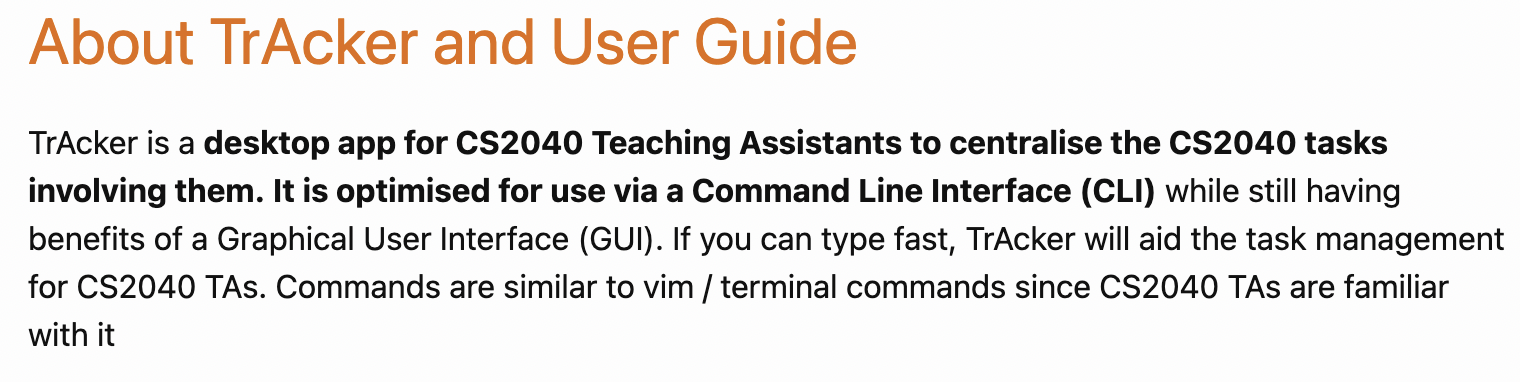 About TrAcker and User Guide
TrAcker is a desktop app for CS2040 Teaching Assistants to centralise the CS2040 tasks
involving them. It is optimised for use via a Command Line Interface (CLI) while still having
benefits of a Graphical User Interface (GUI). If you can type fast, TrAcker will aid the task management
for CS2040 TAs. Commands are similar to vim / terminal commands since CS2040 TAs are familiar
with it